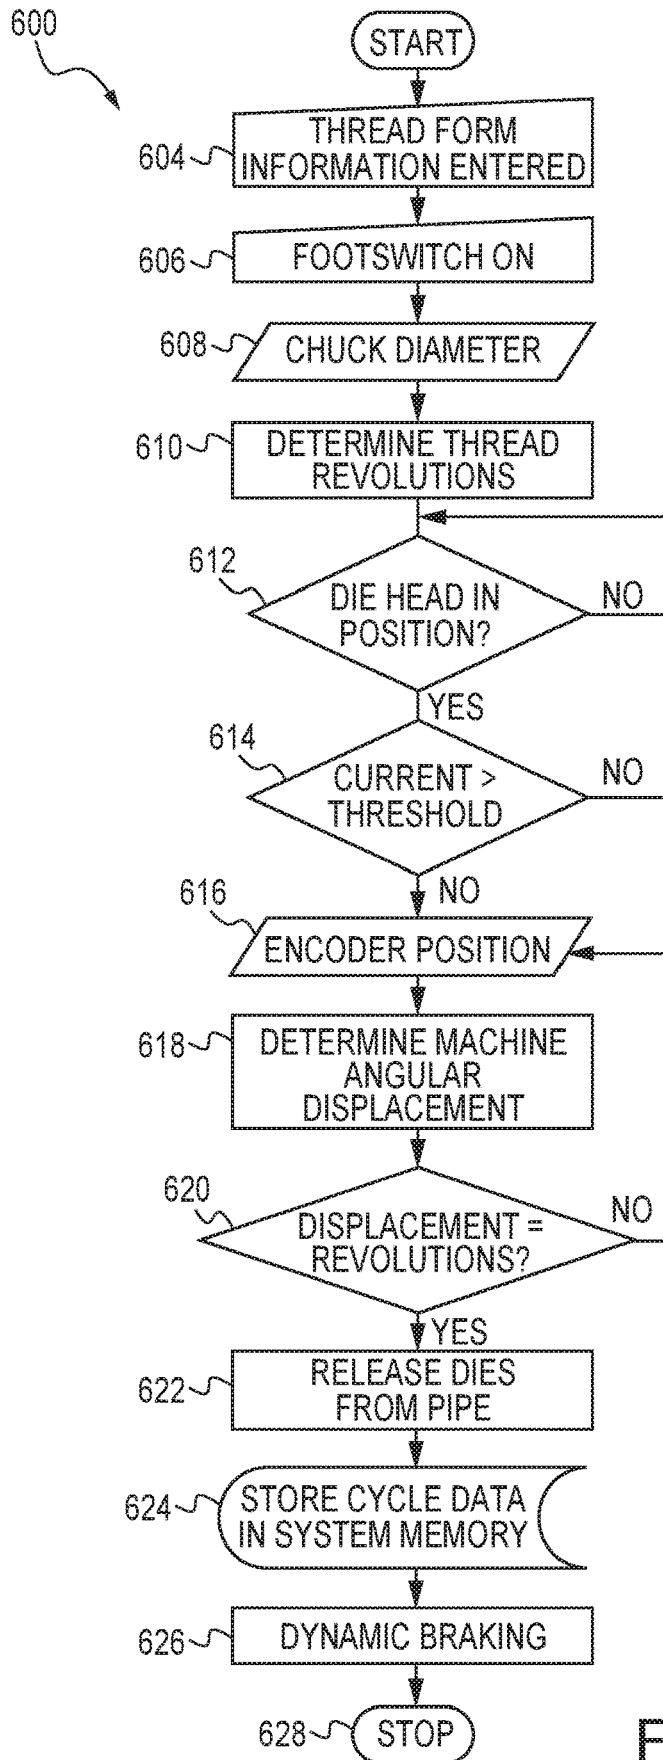 600
START
604
THREAD FORM
INFORMATION ENTERED
606
FOOTSWITCH ON
608
CHUCK DIAMETER
610
DETERMINE THREAD
REVOLUTIONS
612
DIE HEAD IN
POSITION?
NO
YES
614
CURRENT >
THRESHOLD
NO
NO
616
ENCODER POSITION
618
DETERMINE MACHINE
ANGULAR
DISPLACEMENT
620
DISPLACEMENT =
REVOLUTIONS?
NO
YES
622
RELEASE DIES
FROM PIPE
624
STORE CYCLE DATA
IN SYSTEM MEMORY
626
DYNAMIC BRAKING
628
STOP